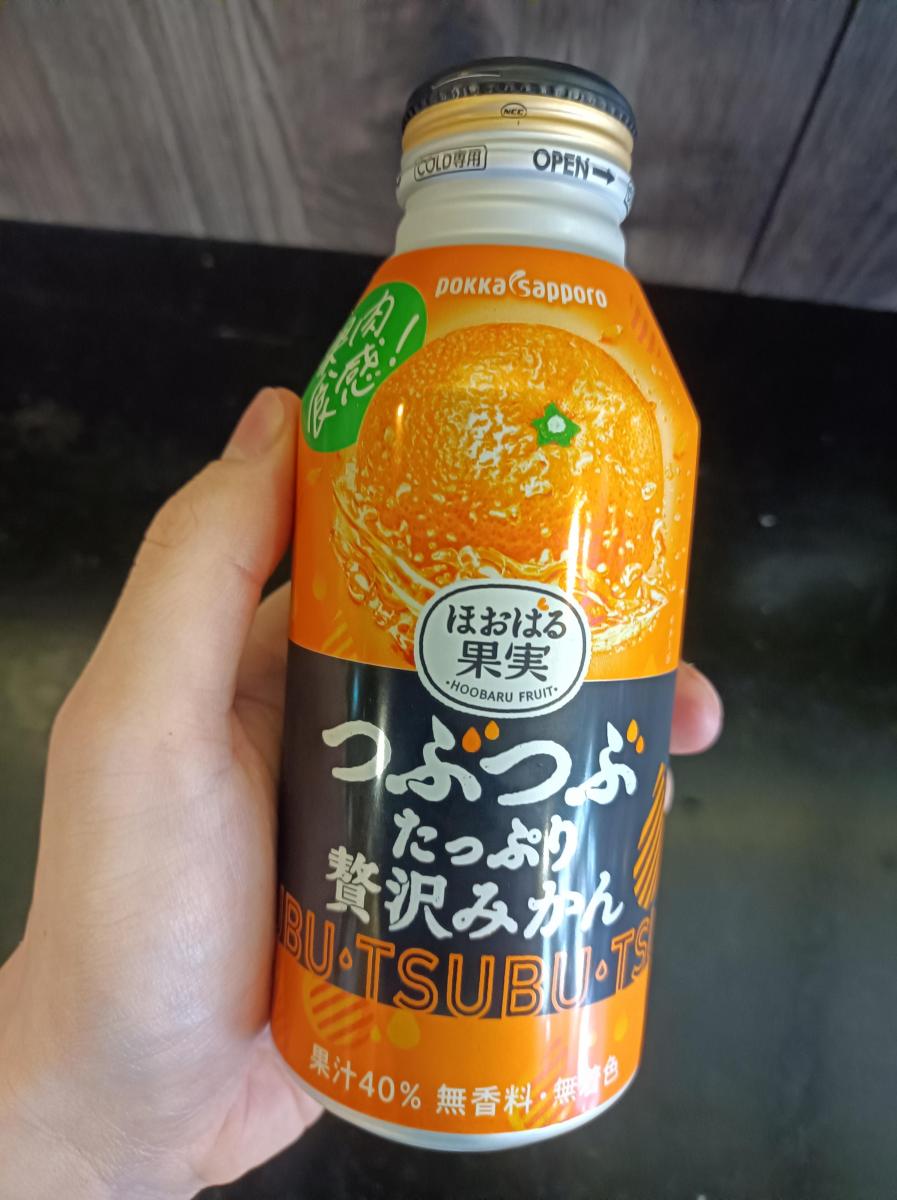 NCC
COLD専用
OPEN→
pokka sapporo
果肉
食感!
ほおばる
果実
・HOOBARU FRUIT・
つぶつぶ
たっぷり
贅沢みかん
UBU・TSUBU・TS
果汁40% 無香料・無着色